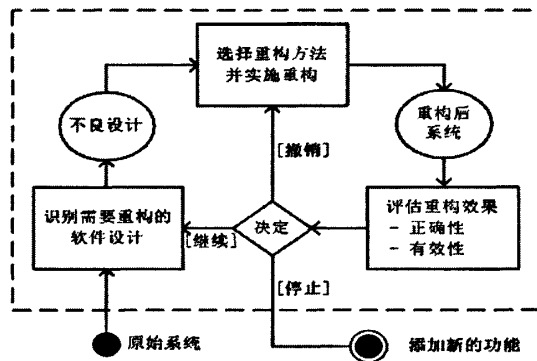 选择重构方法
并实施重构
不良设计
重构后
系统
[撤销]
识别需要重构的
软件设计
[继续]
决定
评估重构效果
- 正确性
- 有效性
[停止]
原始系统
添加新的功能